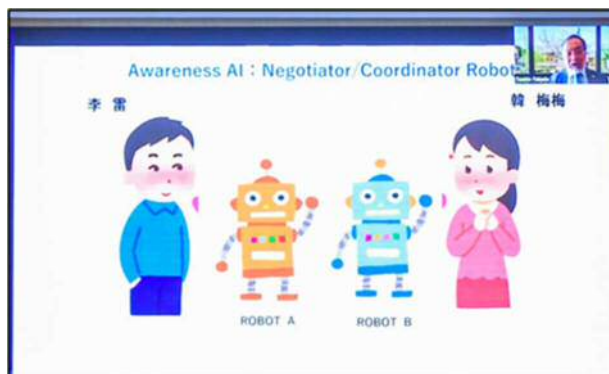 Awareness AI：Negotiator/Coordinator Robot
李 雷
韓 梅梅
ROBOT A
ROBOT B